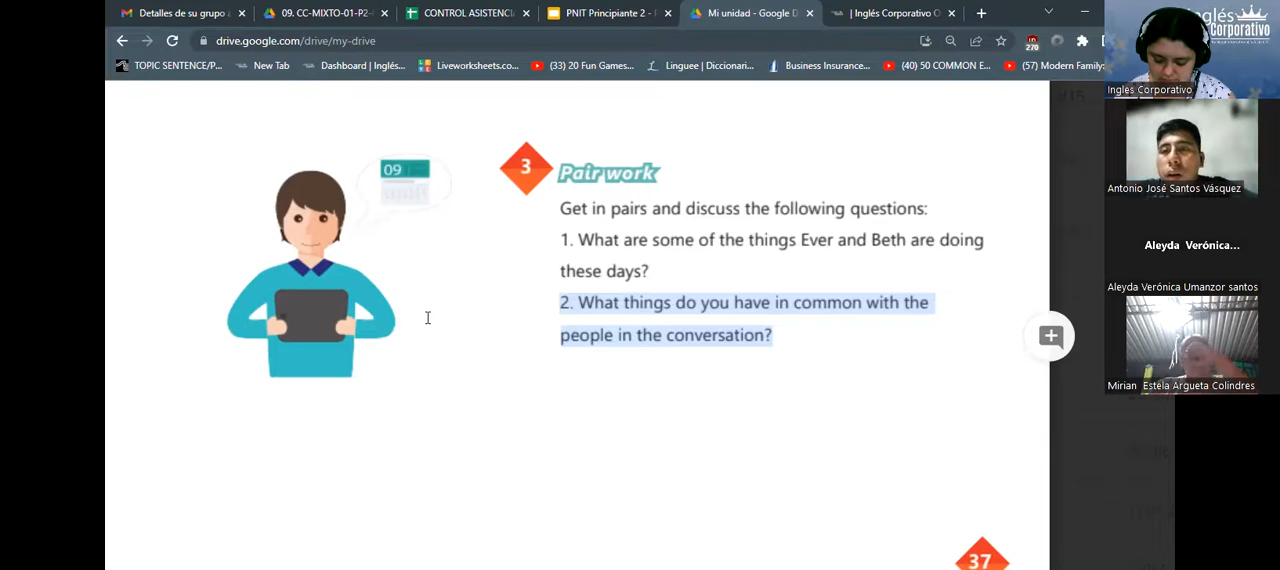 Detalles de su grupo a
09. CC-MIXTO-01-P2-
CONTROL ASISTENCI
PNIT Principiante 2 -
Mi unidad - Google D
| Inglés Corporativo O
drive.google.com/drive/my-drive
270
TOPIC SENTENCE/P...
New Tab
Dashboard | Inglés...
Liveworksheets.co...
(33) 20 Fun Games...
Linguee | Diccionari...
Business Insurance...
(40) 50 COMMON E...
(57) Modern Family
Inglés
Corporativo
Ingles Corporativo
Antonio José Santos Vásquez
Aleyda Verónica...
Aleyda Verónica Umanzor santos
Mirian Estela Argueta Colindres
09
3
Pair work
Get in pairs and discuss the following questions:
1. What are some of the things Ever and Beth are doing
these days?
2. What things do you have in common with the
people in the conversation?
37